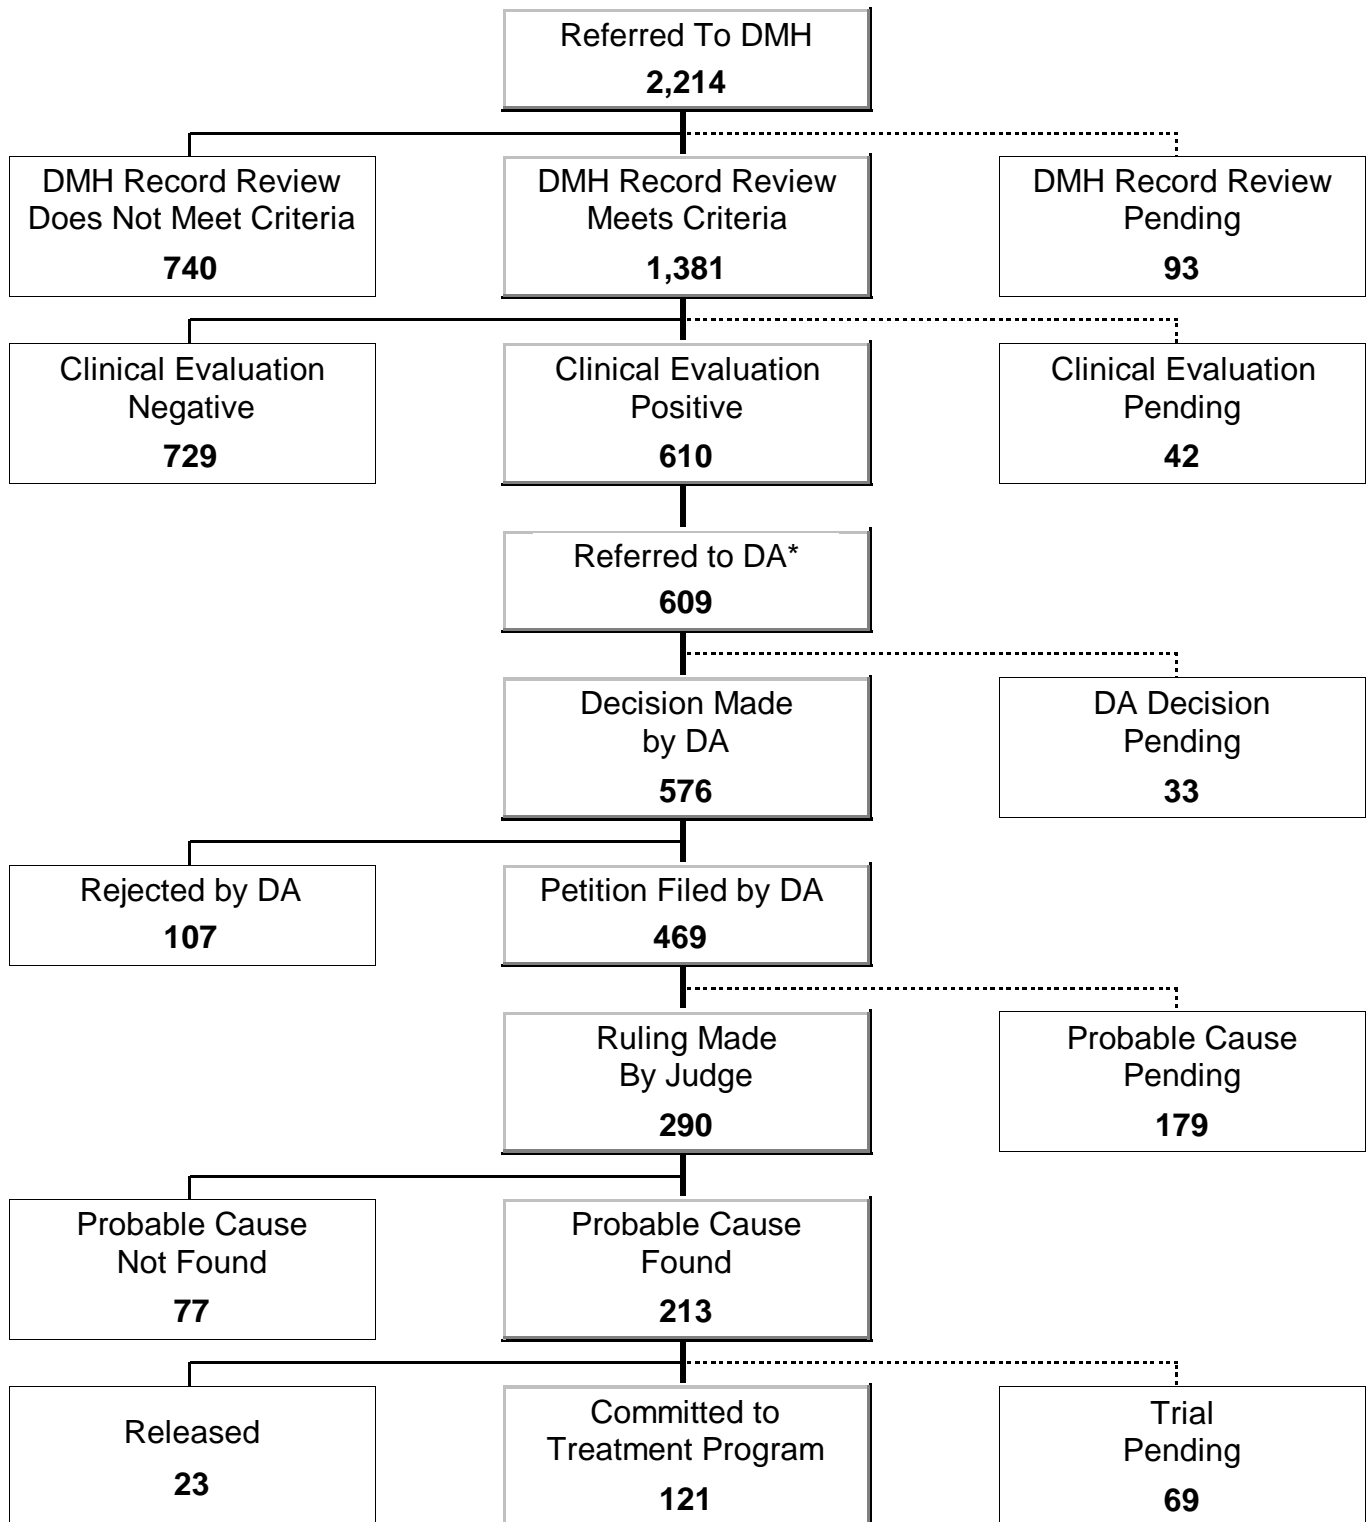 Referred To DMH
2,214
DMH Record Review
Does Not Meet Criteria
740
DMH Record Review
Meets Criteria
1,381
DMH Record Review
Pending
93
Clinical Evaluation
Negative
729
Clinical Evaluation
Positive
610
Clinical Evaluation
Pending
42
Referred to DA*
609
Decision Made
by DA
576
DA Decision
Pending
33
Rejected by DA
107
Petition Filed by DA
469
Ruling Made
By Judge
290
Probable Cause
Pending
179
Probable Cause
Not Found
77
Probable Cause
Found
213
Released
23
Committed to
Treatment Program
121
Trial
Pending
69